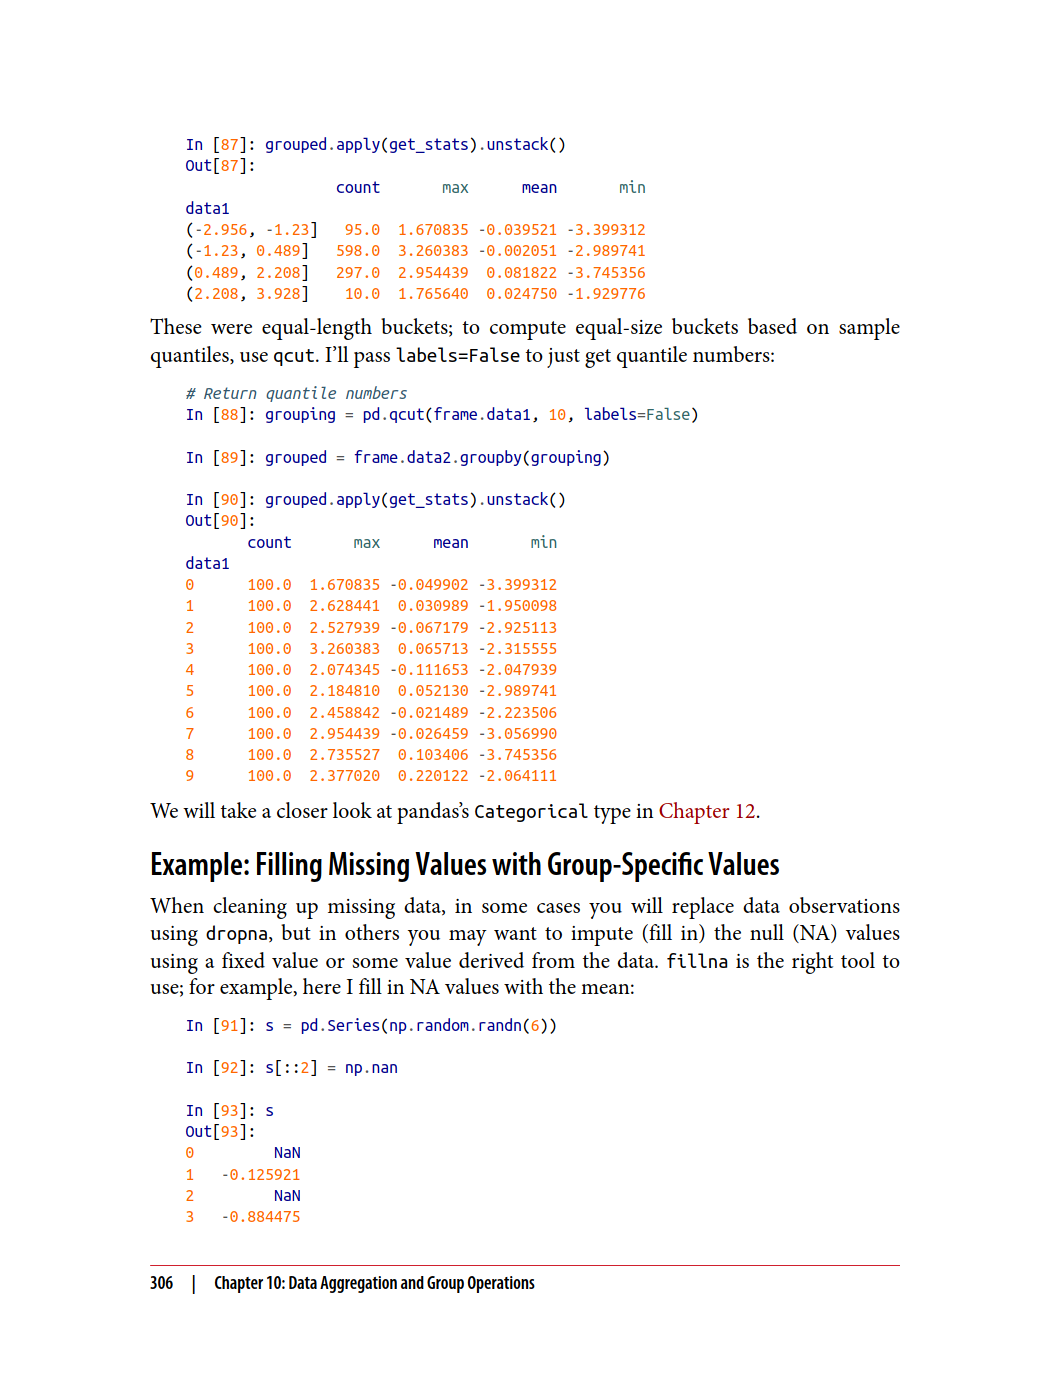 In [87]: grouped.apply(get_stats).unstack()
Out[87]:
                 count       max      mean       min
data1
(-2.956, -1.23]   95.0  1.670835 -0.039521 -3.399312
(-1.23, 0.489]   598.0  3.260383 -0.002051 -2.989741
(0.489, 2.208]   297.0  2.954439  0.081822 -3.745356
(2.208, 3.928]    10.0  1.765640  0.024750 -1.929776
These were equal-length buckets; to compute equal-size buckets based on sample
quantiles, use qcut. I’ll pass labels=False to just get quantile numbers:
# Return quantile numbers
In [88]: grouping = pd.qcut(frame.data1, 10, labels=False)
In [89]: grouped = frame.data2.groupby(grouping)
In [90]: grouped.apply(get_stats).unstack()
Out[90]:
       count       max      mean       min
data1
0      100.0  1.670835 -0.049902 -3.399312
1      100.0  2.628441  0.030989 -1.950098
2      100.0  2.527939 -0.067179 -2.925113
3      100.0  3.260383  0.065713 -2.315555
4      100.0  2.074345 -0.111653 -2.047939
5      100.0  2.184810  0.052130 -2.989741
6      100.0  2.458842 -0.021489 -2.223506
7      100.0  2.954439 -0.026459 -3.056990
8      100.0  2.735527  0.103406 -3.745356
9      100.0  2.377020  0.220122 -2.064111
We will take a closer look at pandas’s Categorical type in Chapter 12.
Example: Filling Missing Values with Group-Specific Values
When cleaning up missing data, in some cases you will replace data observations
using dropna, but in others you may want to impute (fill in) the null (NA) values
using a fixed value or some value derived from the data. fillna is the right tool to
use; for example, here I fill in NA values with the mean:
In [91]: s = pd.Series(np.random.randn(6))
In [92]: s[::2] = np.nan
In [93]: s
Out[93]:
0         NaN
1   -0.125921
2         NaN
3   -0.884475
306 | Chapter 10: Data Aggregation and Group Operations